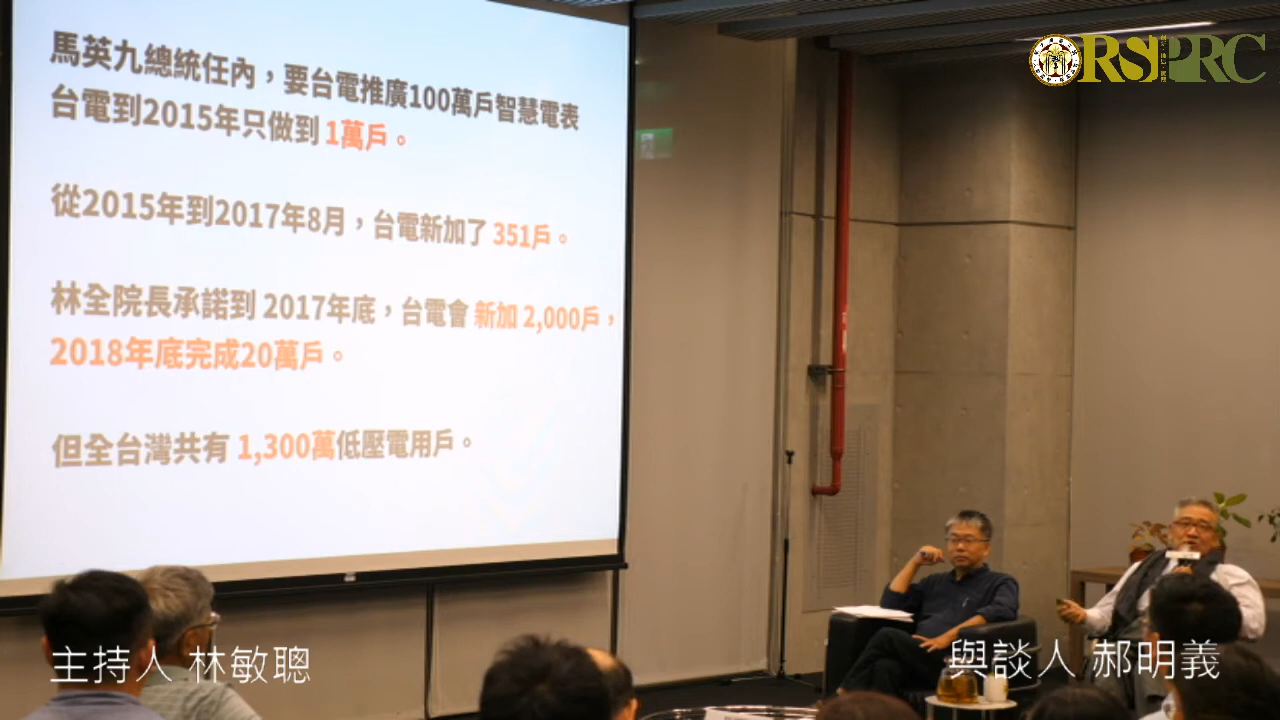 馬英九總統任內，要台電推廣100萬戶智慧電表
台電到2015年只做到 1萬戶。
從2015年到2017年8月，台電新加了 351戶。
林全院長承諾到 2017年底，台電會 新加 2,000戶，
2018年底完成20萬戶。
但全台灣共有 1,300萬低壓電用戶。
RSPRC
主持人 林敏聰
與談人 郝明義